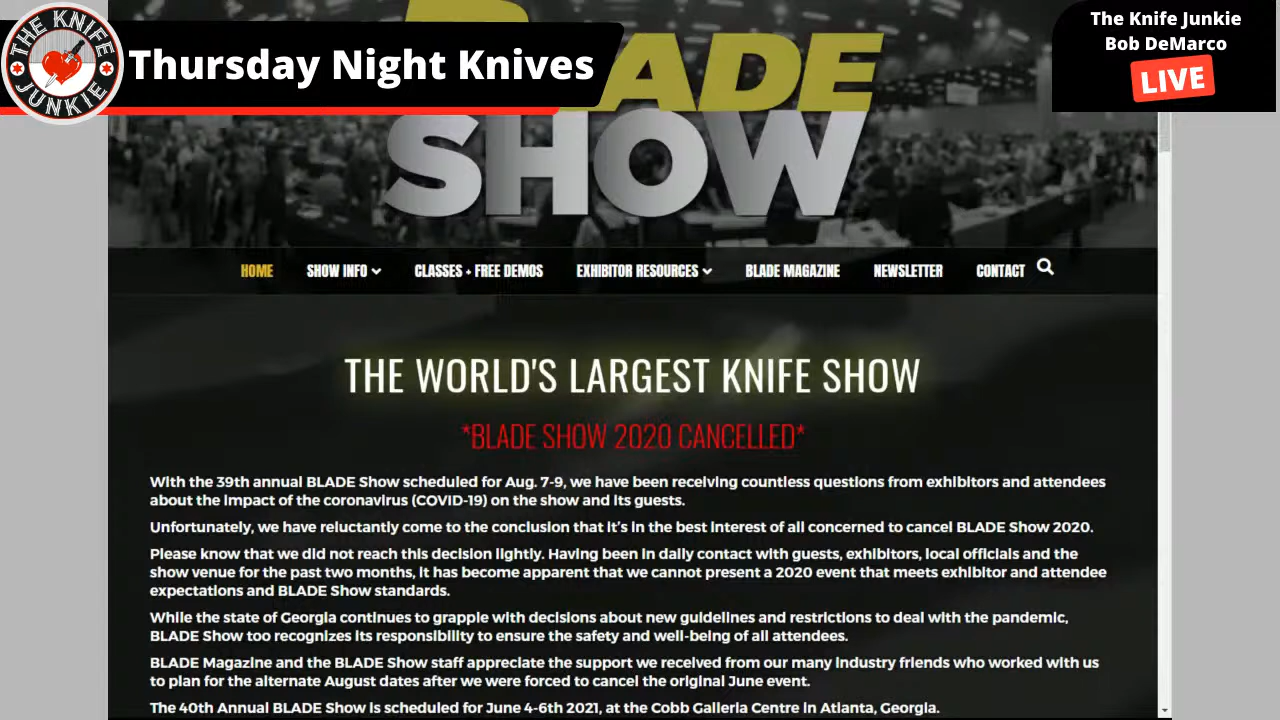 THE KNIFE
JUNKIE
Thursday Night Knives
The Knife Junkie
Bob DeMarco
LIVE
BLADE
SHOW
HOME SHOW INFO CLASSES + FREE DEMOS EXHIBITOR RESOURCES BLADE MAGAZINE NEWSLETTER CONTACT
THE WORLD'S LARGEST KNIFE SHOW
*BLADE SHOW 2020 CANCELLED*
With the 39th annual BLADE Show scheduled for Aug. 7-9, we have been receiving countless questions from exhibitors and attendees
about the impact of the coronavirus (COVID-19) on the show and its guests.
Unfortunately, we have reluctantly come to the conclusion that it's in the best interest of all concerned to cancel BLADE Show 2020.
Please know that we did not reach this decision lightly. Having been in daily contact with guests, exhibitors, local officials and the
show venue for the past two months, it has become apparent that we cannot present a 2020 event that meets exhibitor and attendee
expectations and BLADE Show standards.
While the state of Georgia continues to grapple with decisions about new guidelines and restrictions to deal with the pandemic,
BLADE Show too recognizes its responsibility to ensure the safety and well-being of all attendees.
BLADE Magazine and the BLADE Show staff appreciate the support we received from our many industry friends who worked with us
to plan for the alternate August dates after we were forced to cancel the original June event.
The 40th Annual BLADE Show is scheduled for June 4-6th 2021, at the Cobb Galleria Centre in Atlanta, Georgia.